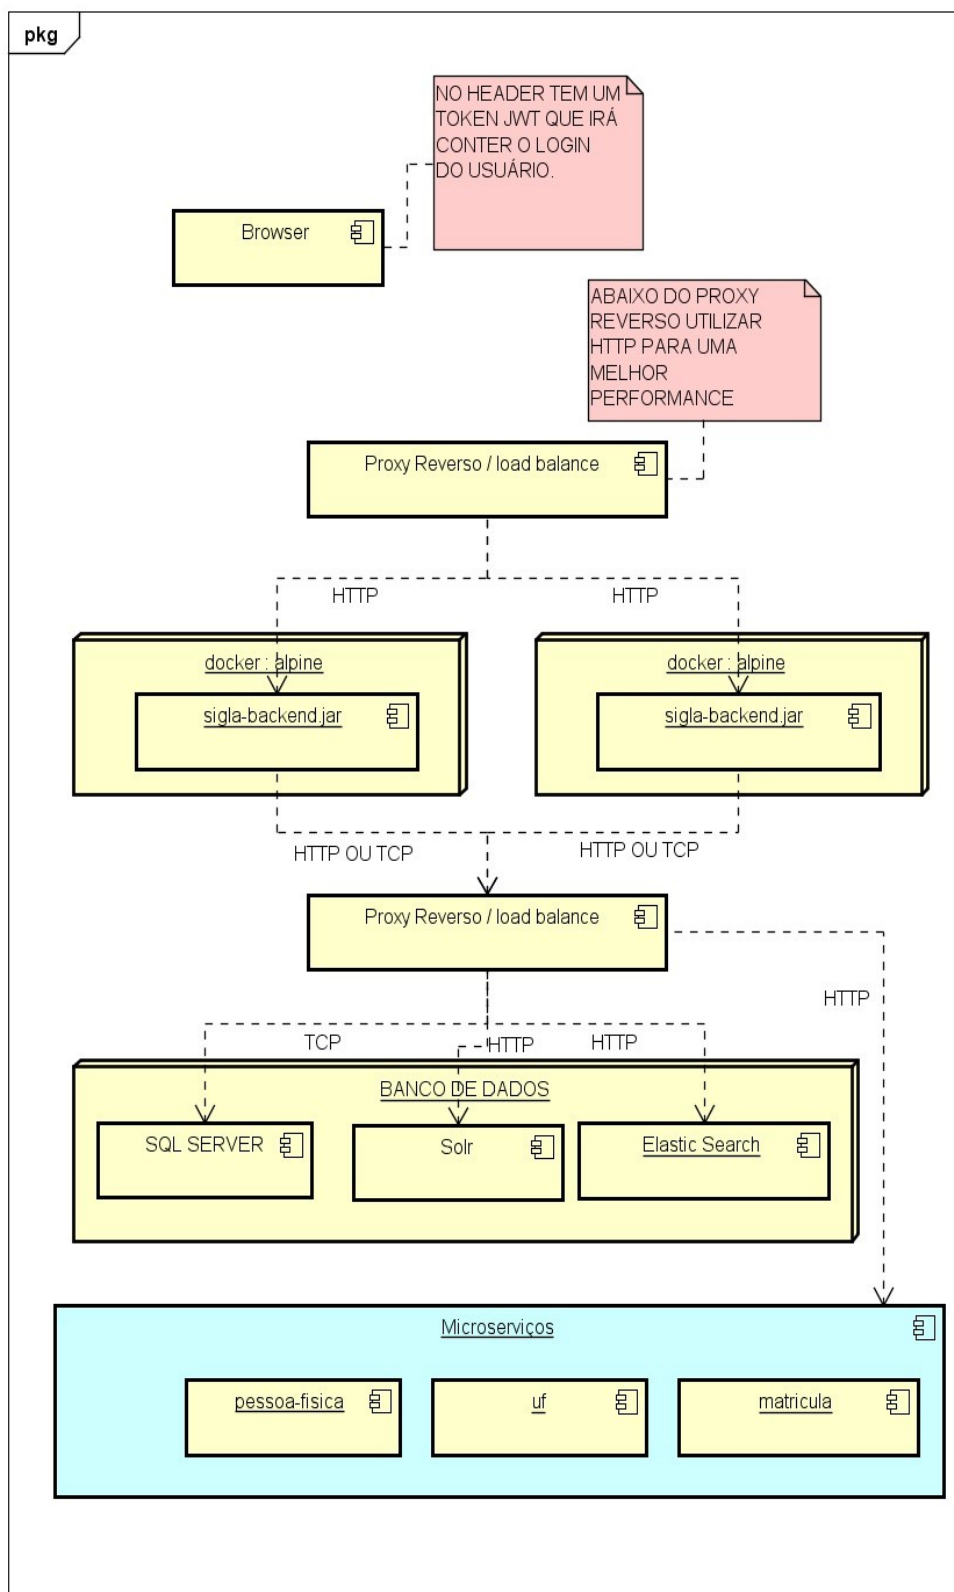 pkg
NO HEADER TEM UM
TOKEN JWT QUE IRÁ
CONTER O LOGIN
DO USUÁRIO.
Browser
ABAIXO DO PROXY
REVERSO UTILIZAR
HTTP PARA UMA
MELHOR
PERFORMANCE
Proxy Reverso / load balance
HTTP
HTTP
docker : alpine
docker : alpine
sigla-backend.jar
sigla-backend.jar
HTTP OU TCP
HTTP OU TCP
Proxy Reverso / load balance
HTTP
TCP
HTTP
HTTP
BANCO DE DADOS
SQL SERVER
Solr
Elastic Search
Microserviços
pessoa-fisica
uf
matricula